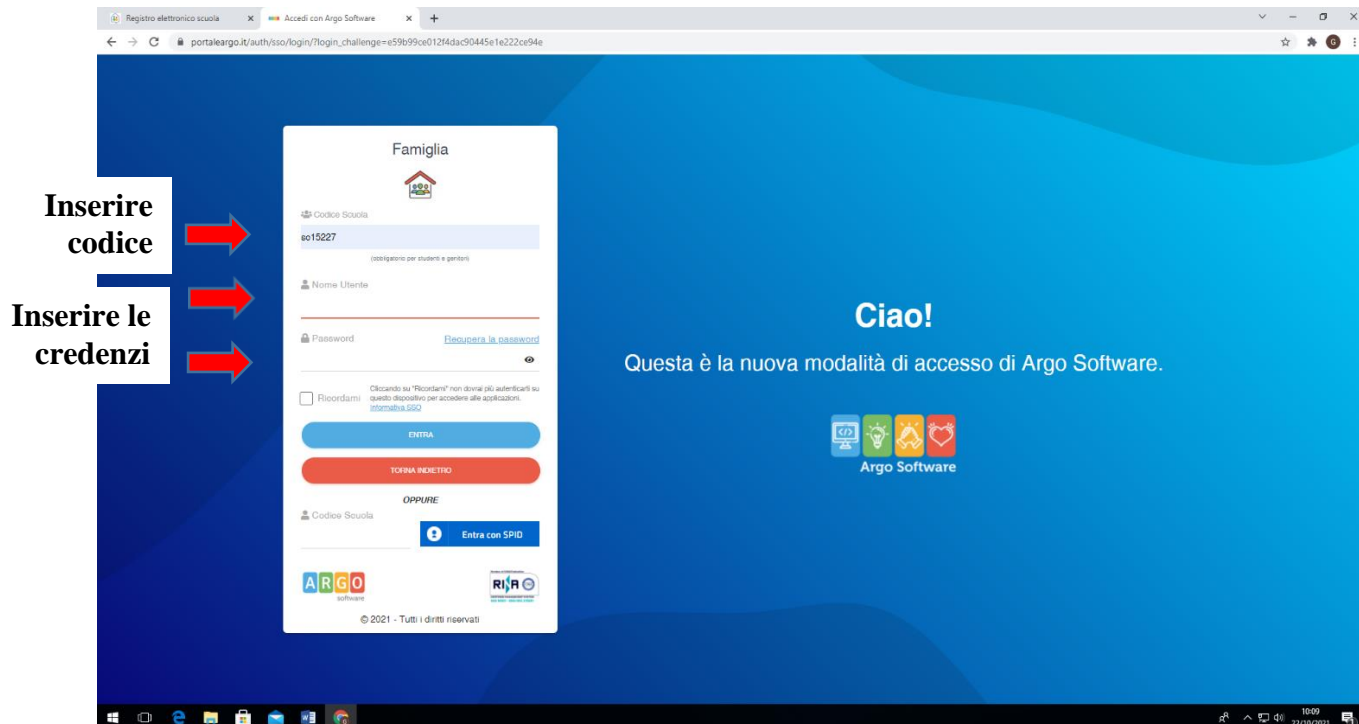 Registro elettronico scuola
Accedi con Argo Software
portaleargo.it/auth/sso/login/?login_challenge=e59b99ce012f4dac90445e1e222ce94e
G
Famiglia
Codice Scuola
sc15227
(obbligatorio per studenti e genitori)
Nome Utente
Password
Recupera la password
Ricordami
Cliccando su "Ricordami" non dovrai più autenticarti su
questo dispositivo per accedere alle applicazioni.
Informativa SSO
ENTRA
TORNA INDIETRO
OPPURE
Codice Scuola
Entra con SPID
ARGO
software
RINA
© 2021 - Tutti i diritti riservati
Inserire
codice
Inserire le
credenzi
Ciao!
Questa è la nuova modalità di accesso di Argo Software.
Argo Software
10:09
22/10/2021